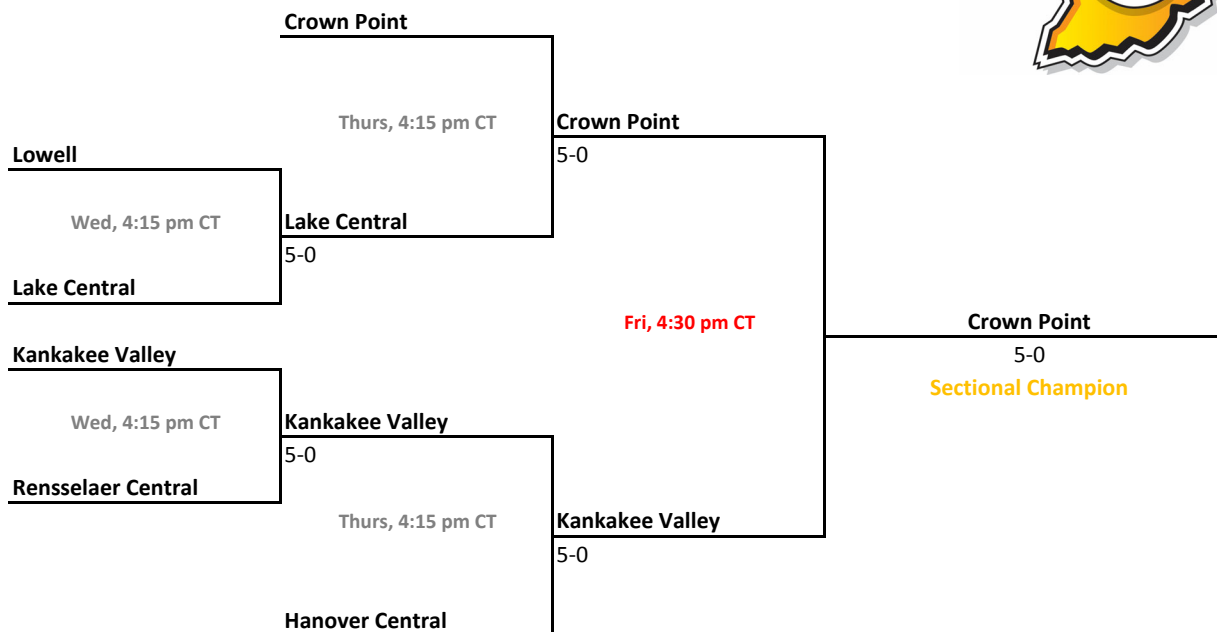 Crown Point
Thurs, 4:15 pm CT
Crown Point
Lowell
5-0
Wed, 4:15 pm CT
Lake Central
5-0
Lake Central
Fri, 4:30 pm CT
Crown Point
Kankakee Valley
5-0
Sectional Champion
Wed, 4:15 pm CT
Kankakee Valley
5-0
Rensselaer Central
Thurs, 4:15 pm CT
Kankakee Valley
5-0
Hanover Central